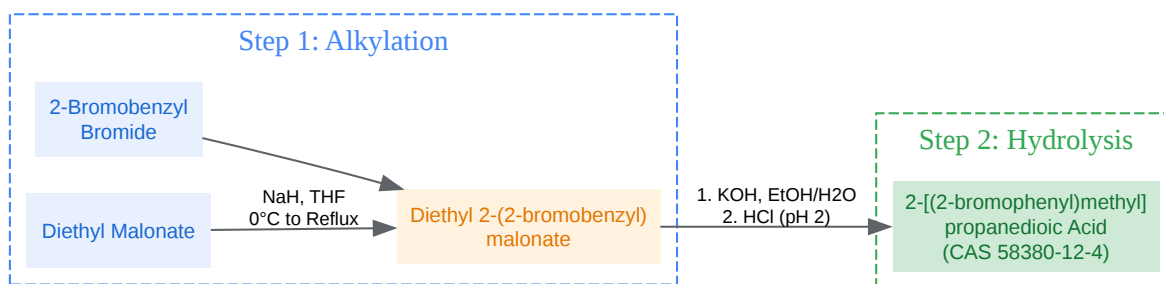 Step 1: Alkylation
2-Bromobenzyl
Bromide
Diethyl Malonate
NaH, THF
0°C to Reflux
Diethyl 2-(2-bromobenzyl)
malonate
1. KOH, EtOH/H2O
2. HCl (pH 2)
Step 2: Hydrolysis
2-[(2-bromophenyl)methyl]
propanedioic Acid
(CAS 58380-12-4)